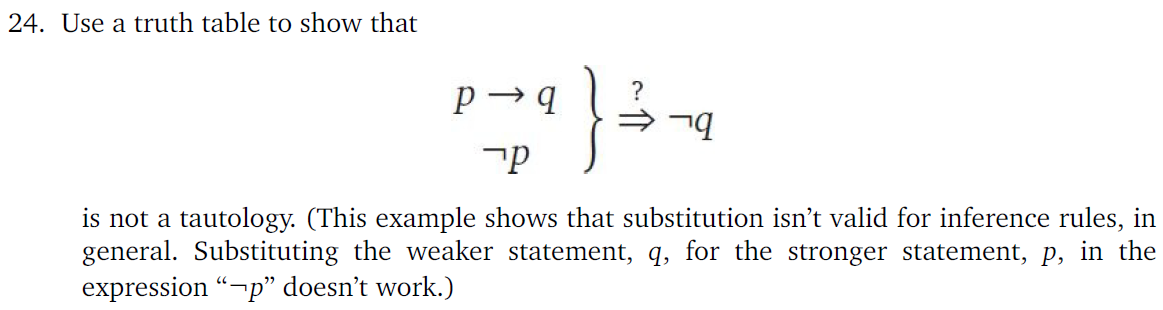 24. Use a truth table to show that
p → q
¬p
} ?⇒ ¬q
is not a tautology. (This example shows that substitution isn’t valid for inference rules, in
general. Substituting the weaker statement, q, for the stronger statement, p, in the
expression “¬p” doesn’t work.)